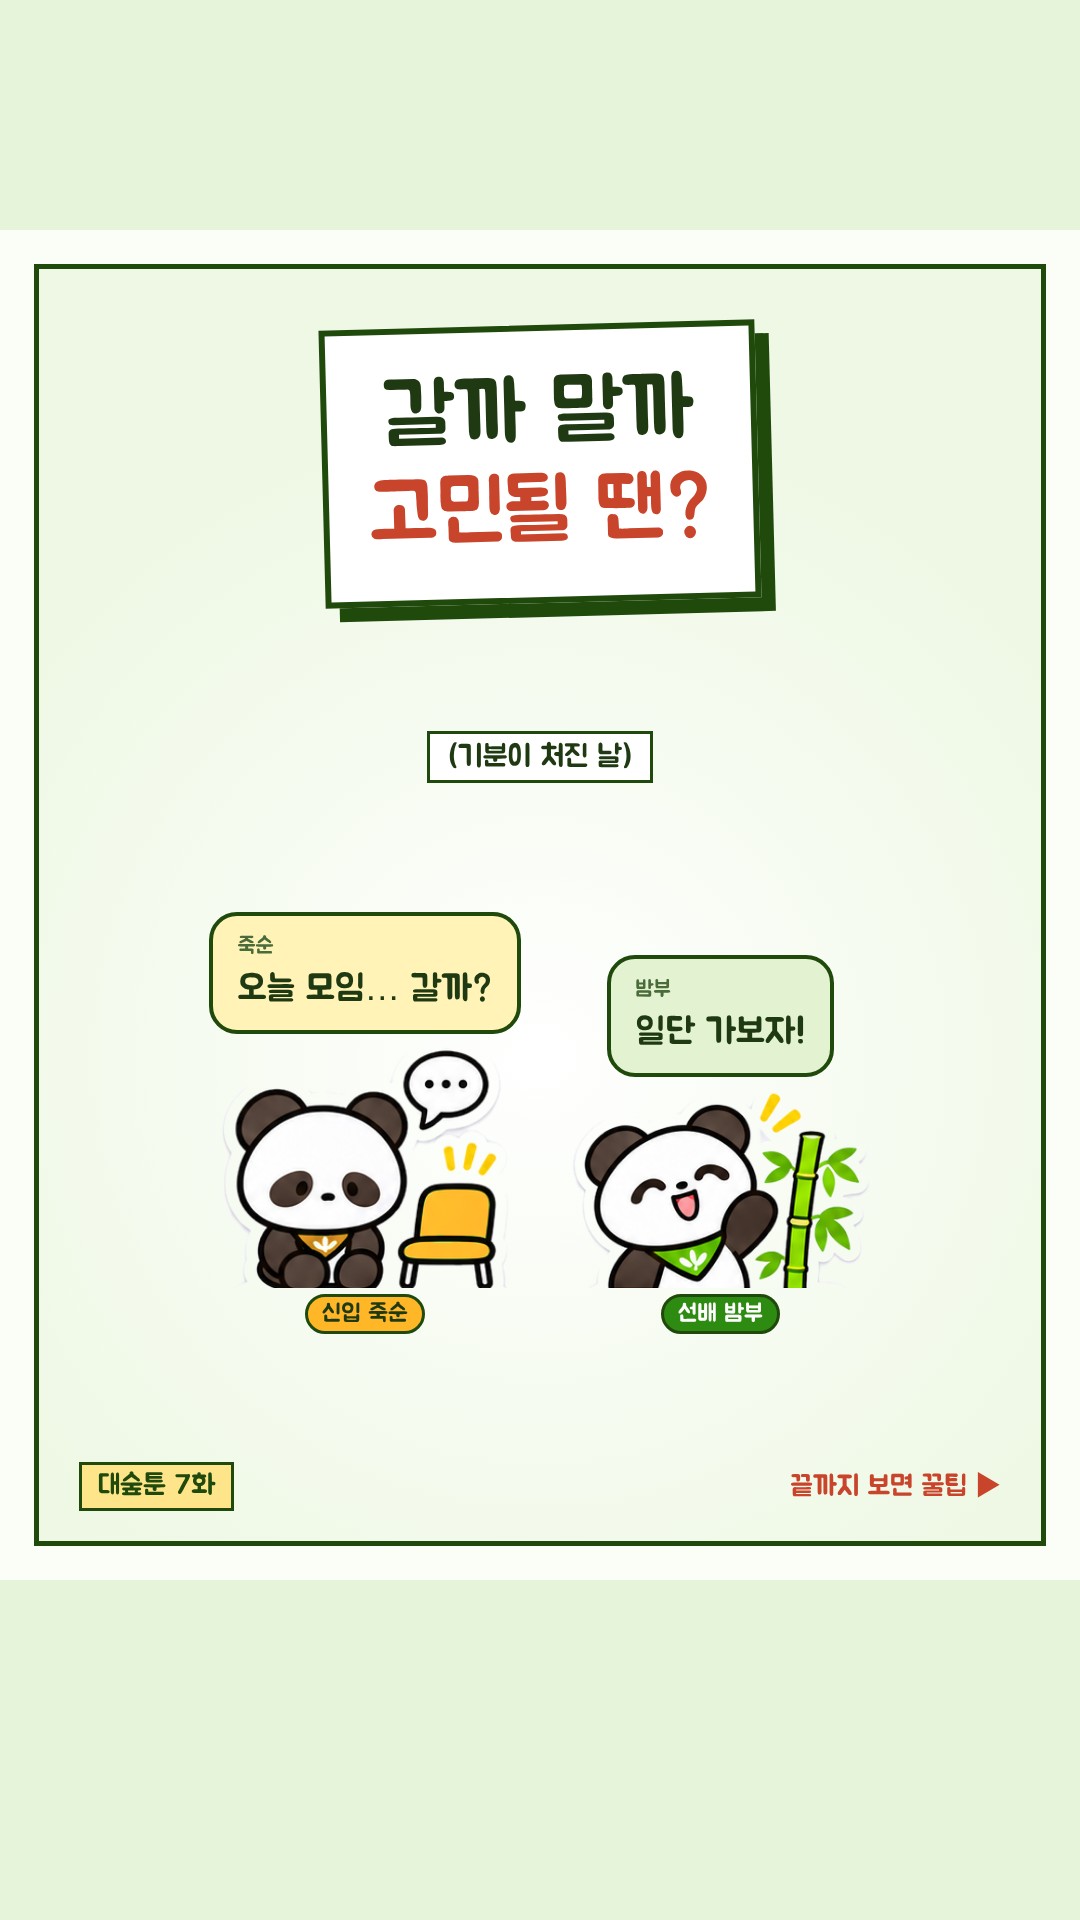 갈까 말까
고민될 땐?
(기분이 처진 날)
죽순
오늘 모임... 갈까?
밤부
일단 가보자!
신입 죽순
선배 밤부
대숲툰 7화
끝까지 보면 꿀팁 ▶